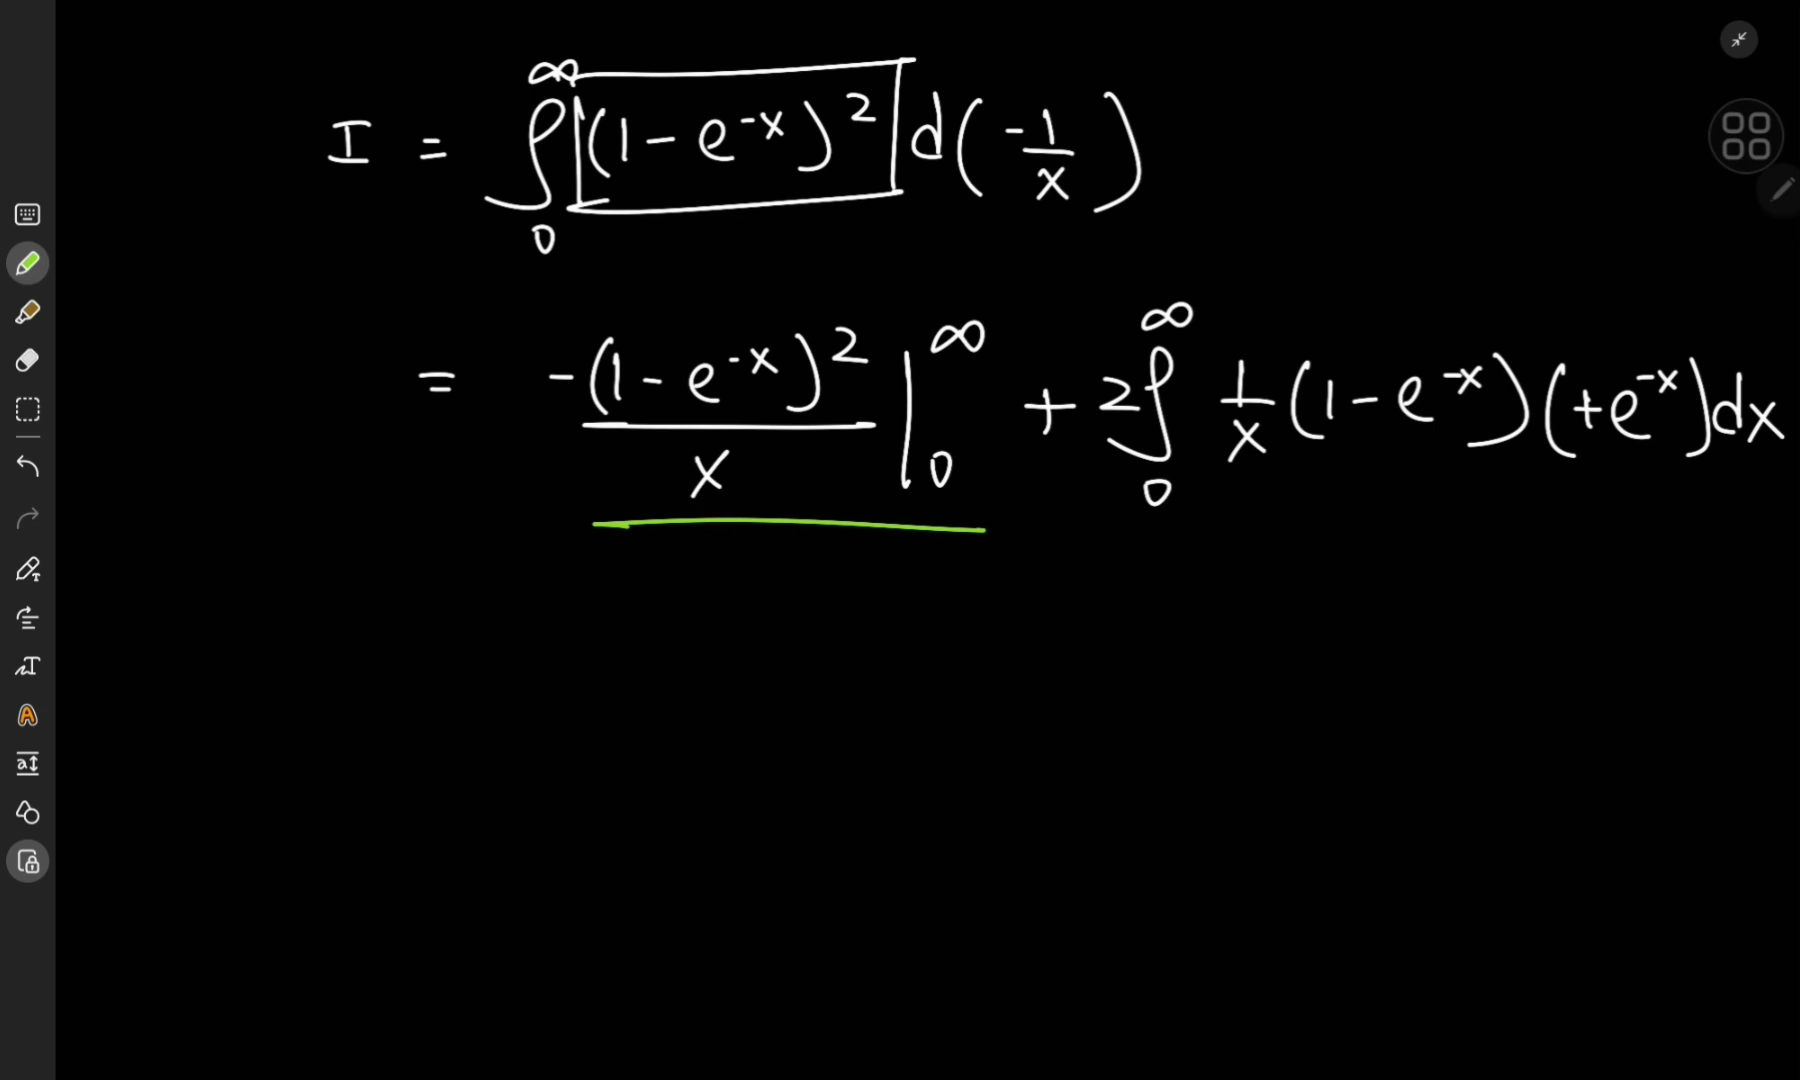 I = ∫₀^∞ (1 - e^{-x})² d(-1/x)
= -(1 - e^{-x})²/x |₀^∞ + 2∫₀^∞ 1/x (1 - e^{-x})(+e^{-x})dx